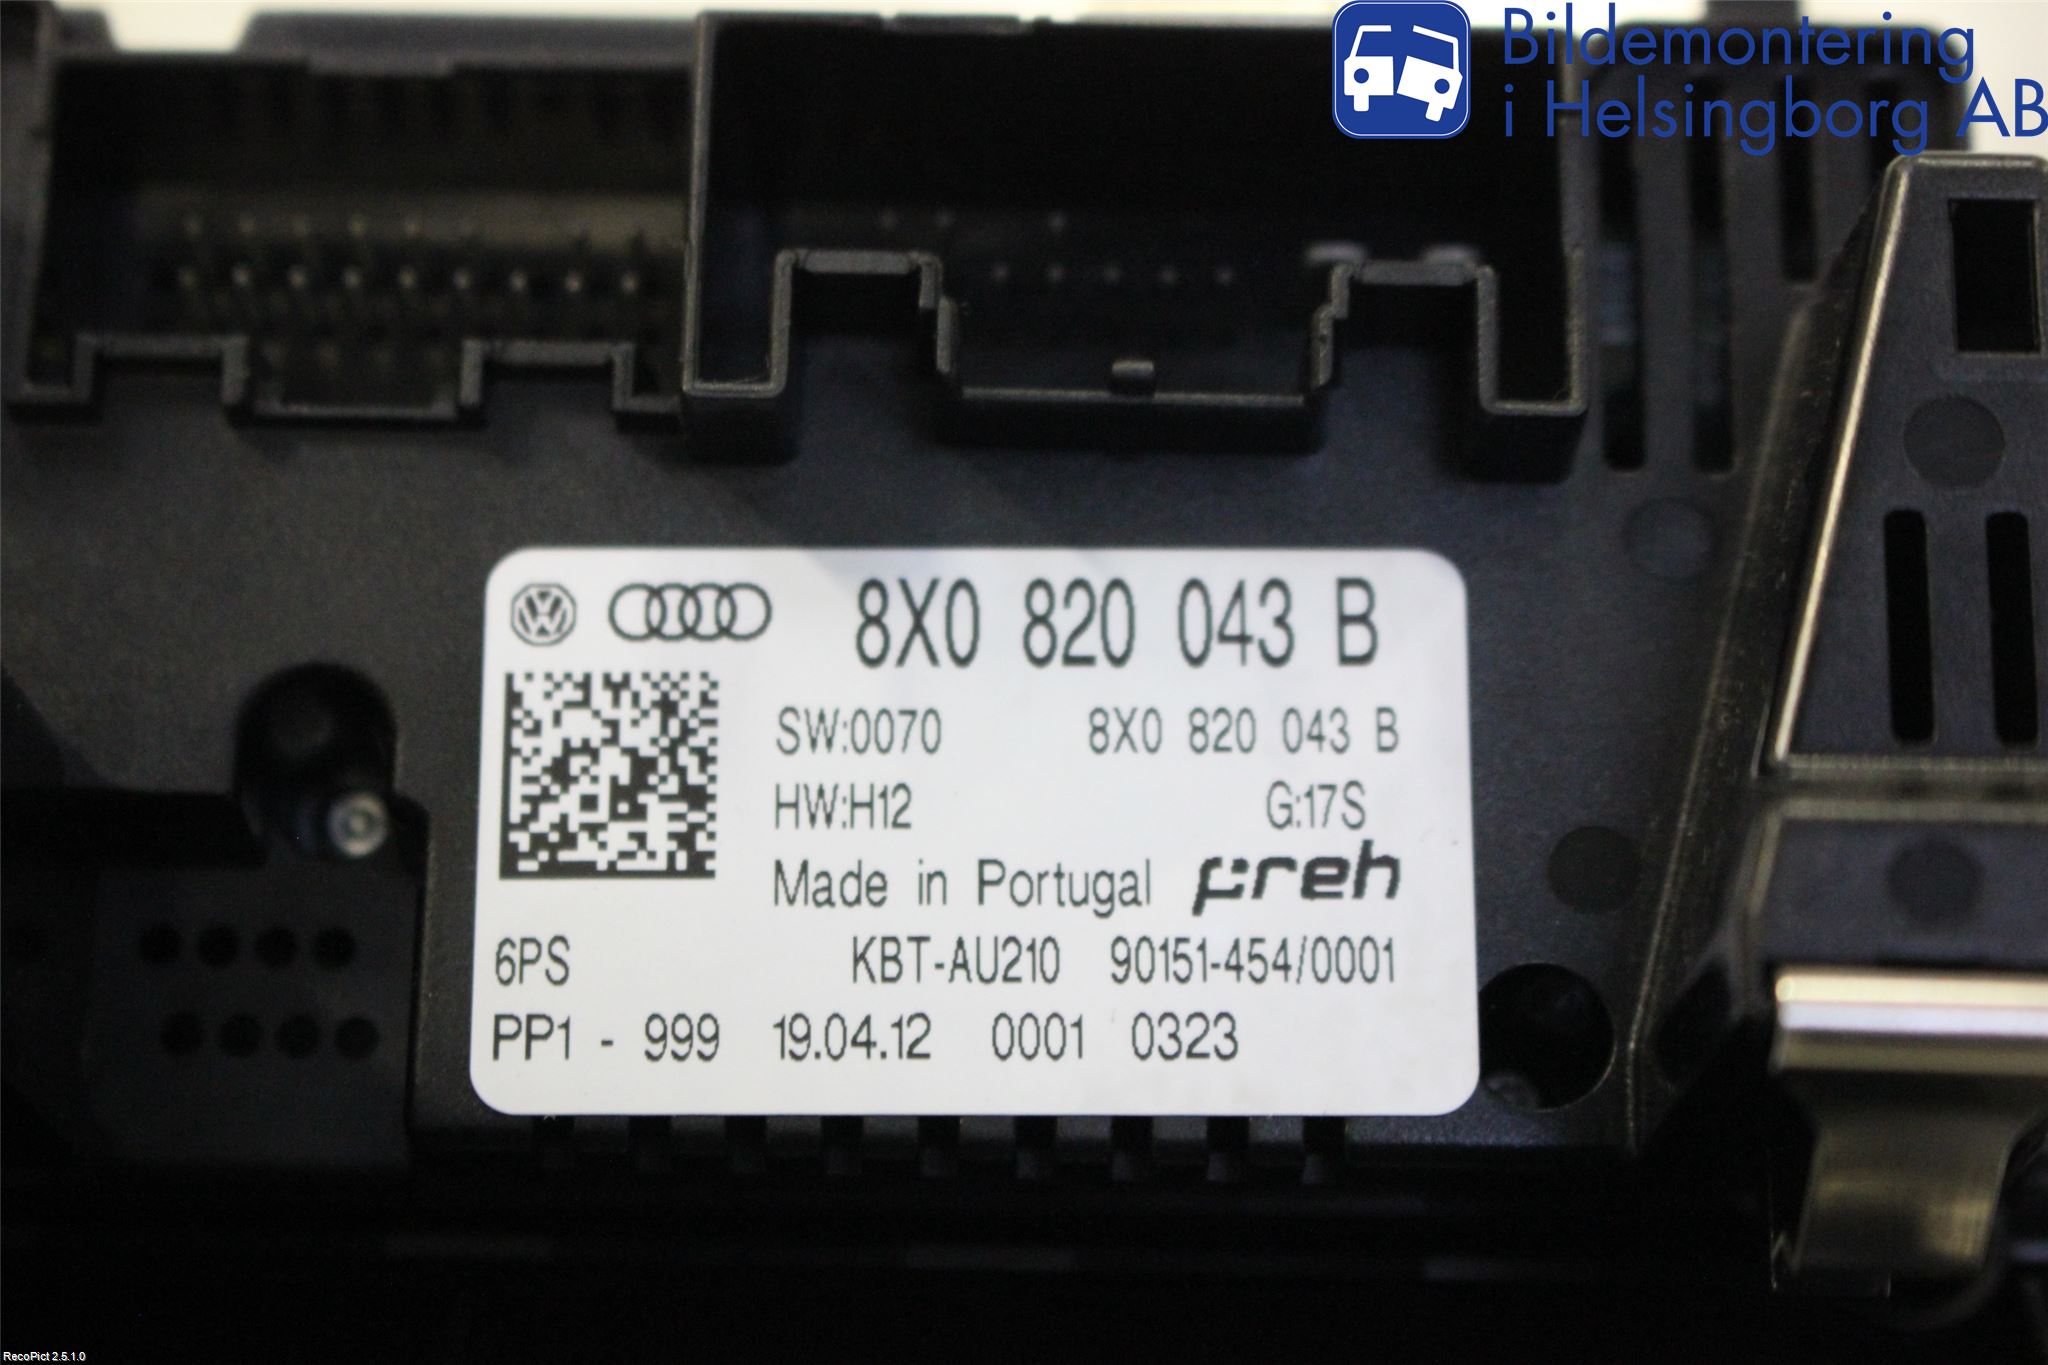 Bildemontering
i Helsingborg AB
8X0 820 043 B
SW:0070 8X0 820 043 B
HW:H12 G:17S
Made in Portugal preh
6PS KBT-AU210 90151-454/0001
PP1 - 999 19.04.12 0001 0323
RecoPict 2.5.1.0